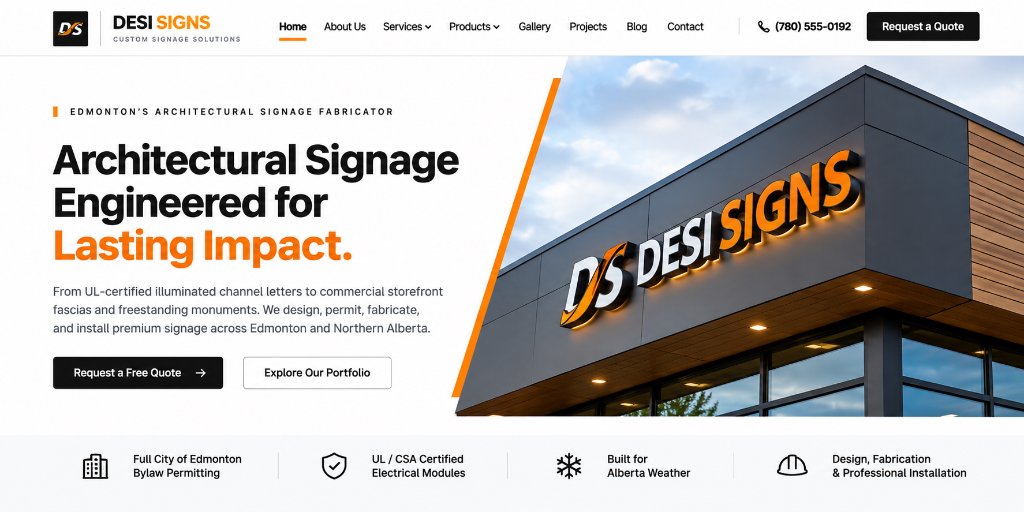 DS
DESI SIGNS
CUSTOM SIGNAGE SOLUTIONS
Home
About Us
Services
Products
Gallery
Projects
Blog
Contact
(780) 555-0192
Request a Quote
EDMONTON'S ARCHITECTURAL SIGNAGE FABRICATOR
Architectural Signage
Engineered for
Lasting Impact.
From UL-certified illuminated channel letters to commercial storefront
fascias and freestanding monuments. We design, permit, fabricate,
and install premium signage across Edmonton and Northern Alberta.
Request a Free Quote
Explore Our Portfolio
DS DESI SIGNS
Full City of Edmonton
Bylaw Permitting
UL / CSA Certified
Electrical Modules
Built for
Alberta Weather
Design, Fabrication
& Professional Installation